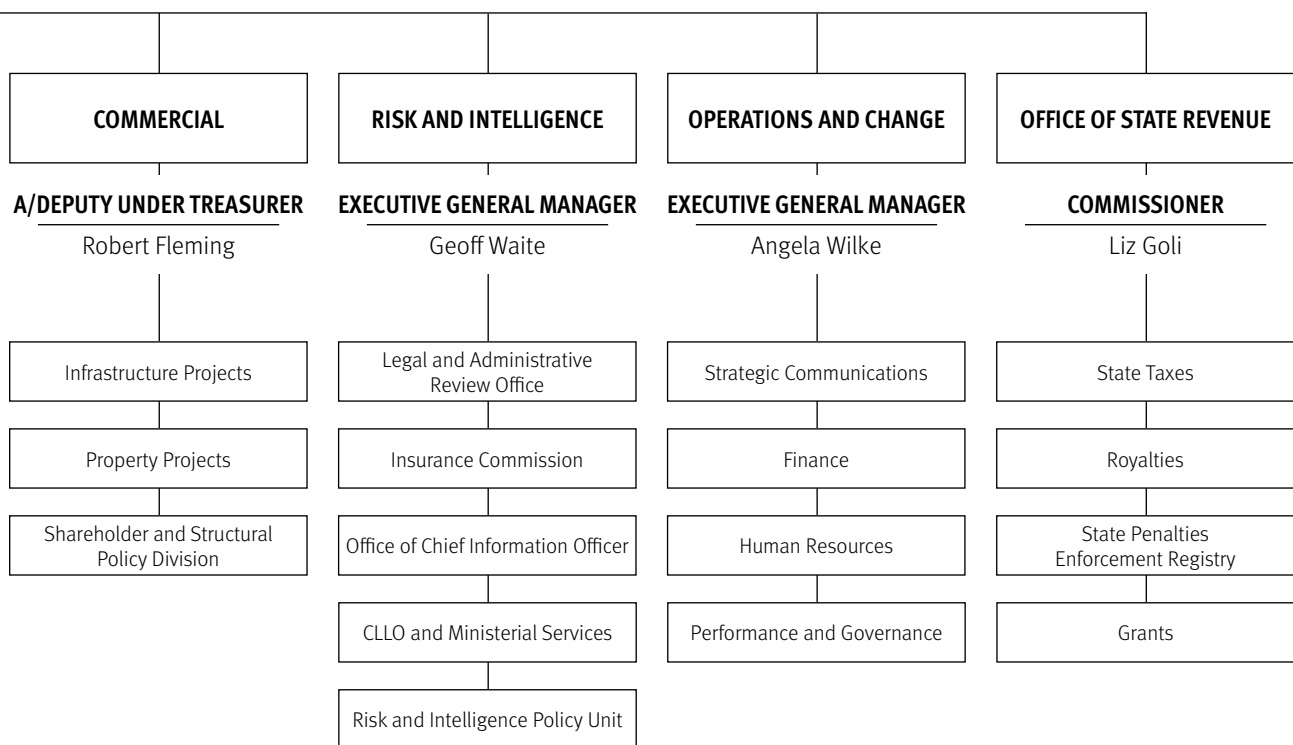 COMMERCIAL
A/DEPUTY UNDER TREASURER
Robert Fleming
Infrastructure Projects
Property Projects
Shareholder and Structural
Policy Division
RISK AND INTELLIGENCE
EXECUTIVE GENERAL MANAGER
Geoff Waite
Legal and Administrative
Review Office
Insurance Commission
Office of Chief Information Officer
CLLO and Ministerial Services
Risk and Intelligence Policy Unit
OPERATIONS AND CHANGE
EXECUTIVE GENERAL MANAGER
Angela Wilke
Strategic Communications
Finance
Human Resources
Performance and Governance
OFFICE OF STATE REVENUE
COMMISSIONER
Liz Goli
State Taxes
Royalties
State Penalties
Enforcement Registry
Grants